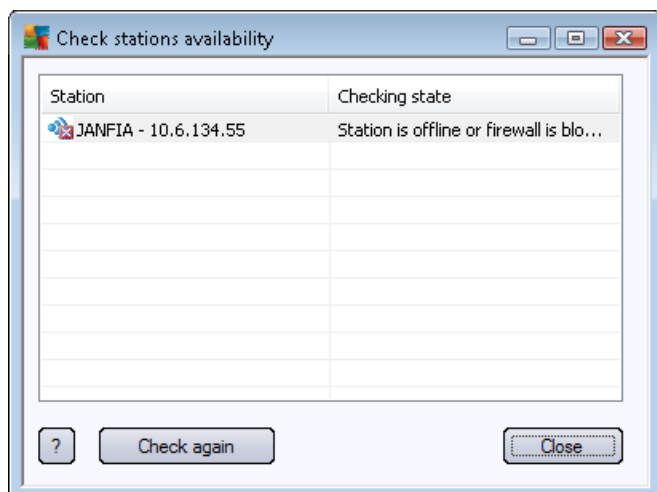 Check stations availability
Station Checking state
JANFIA - 10.6.134.55 Station is offline or firewall is blo...
? Check again Close